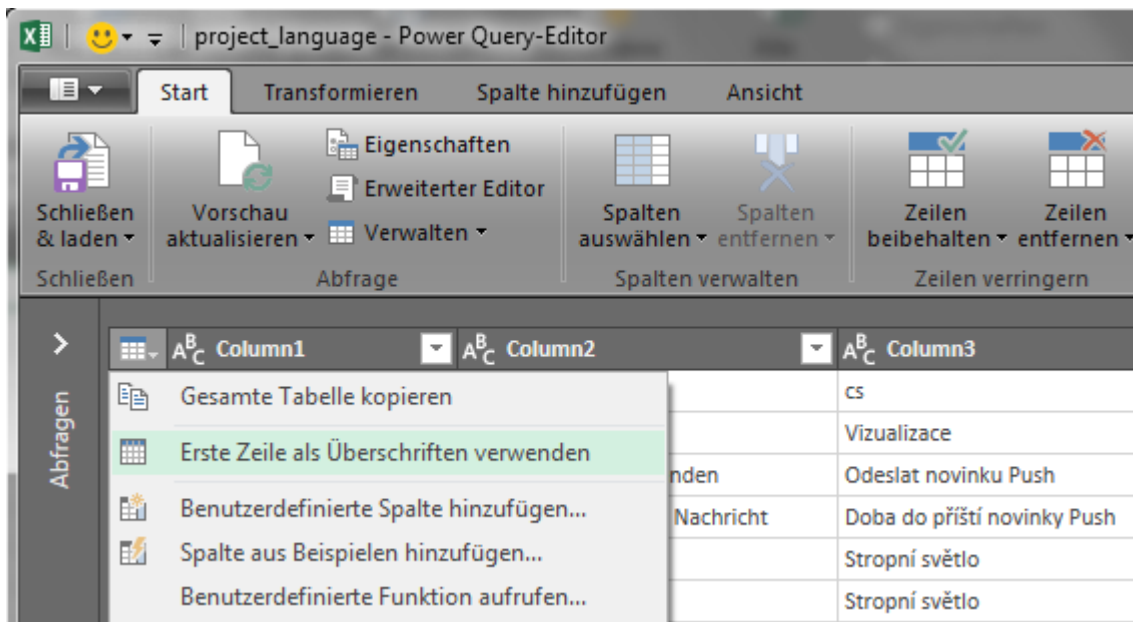 project_language - Power Query-Editor
Start Transformieren Spalte hinzufügen Ansicht
Schließen
& laden
Schließen
Vorschau
aktualisieren
Eigenschaften
Erweiterter Editor
Verwalten
Abfrage
Spalten
auswählen
Spalten
entfernen
Spalten verwalten
Zeilen
beibehalten
Zeilen
entfernen
Zeilen verringern
Abfragen
ABC Column1 ABC Column2 ABC Column3
Gesamte Tabelle kopieren
Erste Zeile als Überschriften verwenden
Benutzerdefinierte Spalte hinzufügen...
Spalte aus Beispielen hinzufügen...
Benutzerdefinierte Funktion aufrufen...
cs
Vizualizace
nden Odeslat novinku Push
Nachricht Doba do příští novinky Push
Stropní světlo
Stropní světlo